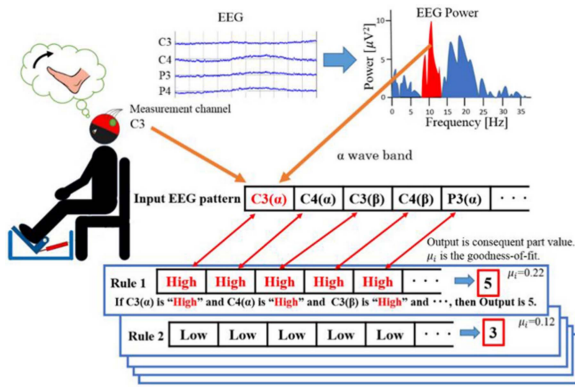 EEG
C3
C4
P3
P4
EEG Power
Power [μV²]
10
5
0
0 5 10 15 20 25 30 35
Frequency [Hz]
Measurement channel
C3
α wave band
Input EEG pattern C3(α) C4(α) C3(β) C4(β) P3(α) · · ·
Output is consequent part value.
μi is the goodness-of-fit.
Rule 1 High High High High High · · · 5 μi=0.22
If C3(α) is "High" and C4(α) is "High" and C3(β) is "High" and ···, then Output is 5.
Rule 2 Low Low Low Low Low · · · 3 μi=0.12